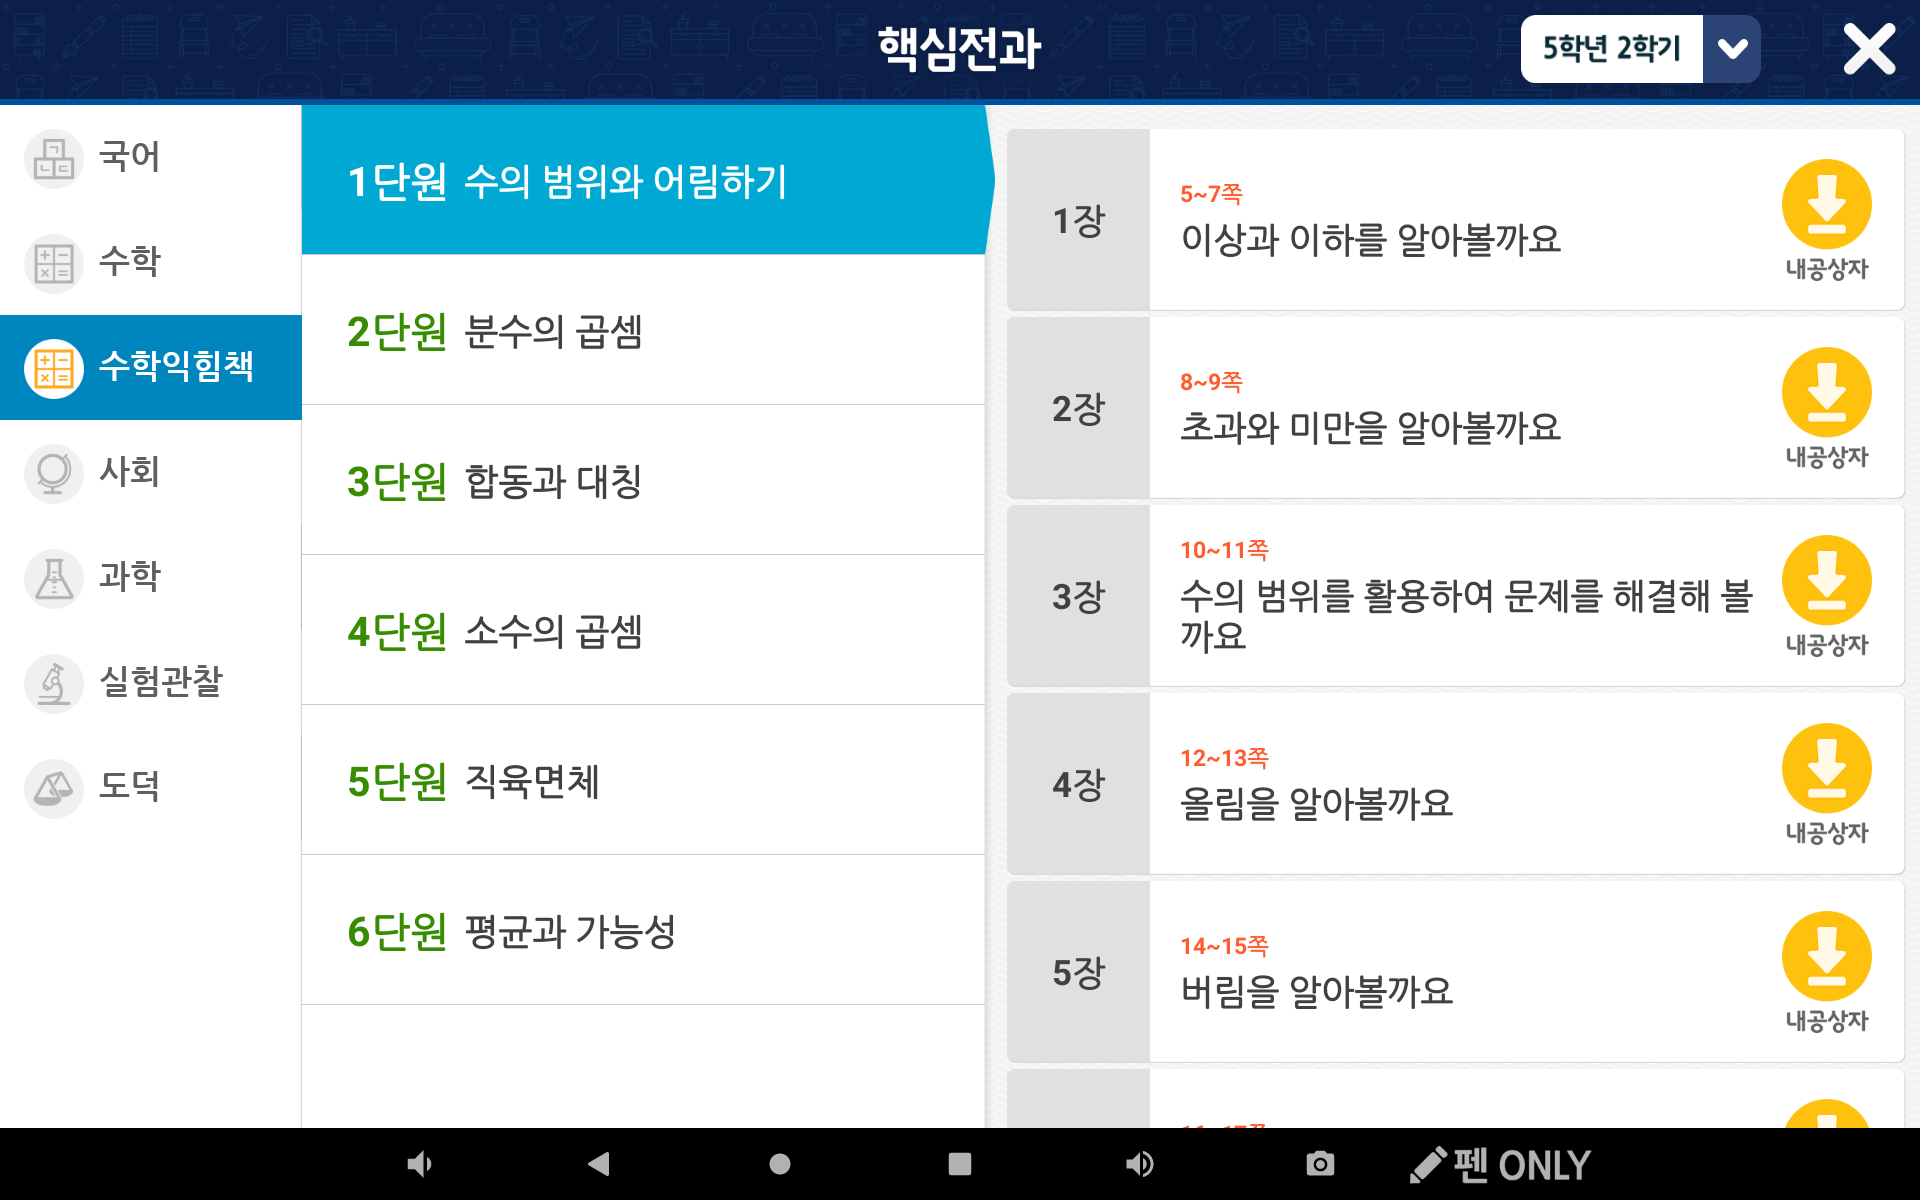 핵심전과
5학년 2학기
국어
수학
수학익힘책
사회
과학
실험관찰
도덕
1단원 수의 범위와 어림하기
2단원 분수의 곱셈
3단원 합동과 대칭
4단원 소수의 곱셈
5단원 직육면체
6단원 평균과 가능성
1장
5~7쪽
이상과 이하를 알아볼까요
내공상자
2장
8~9쪽
초과와 미만을 알아볼까요
내공상자
3장
10~11쪽
수의 범위를 활용하여 문제를 해결해 볼
까요
내공상자
4장
12~13쪽
올림을 알아볼까요
내공상자
5장
14~15쪽
버림을 알아볼까요
내공상자
펜 ONLY